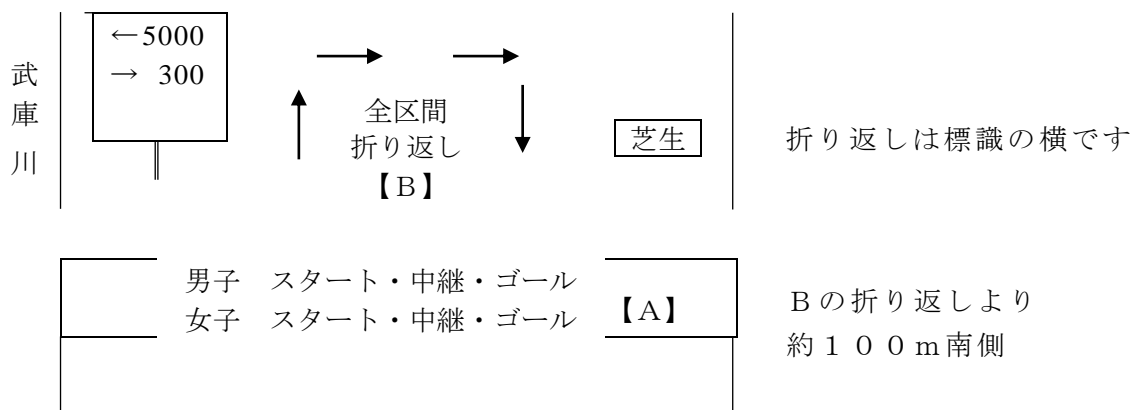 武庫川
←5000
→ 300
全区間
折り返し
【B】
芝生
折り返しは標識の横です
男子 スタート・中継・ゴール
女子 スタート・中継・ゴール
【A】
Bの折り返しより
約100m南側